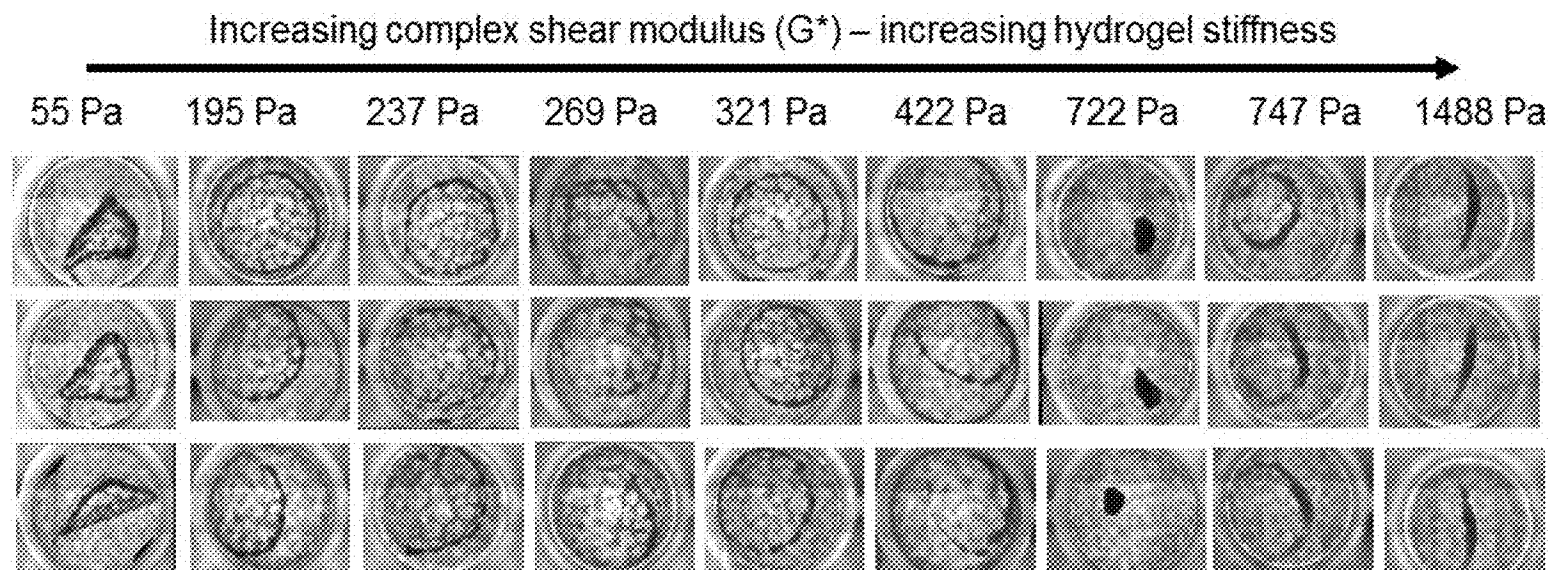 Increasing complex shear modulus (G*) – increasing hydrogel stiffness
55 Pa 195 Pa 237 Pa 269 Pa 321 Pa 422 Pa 722 Pa 747 Pa 1488 Pa